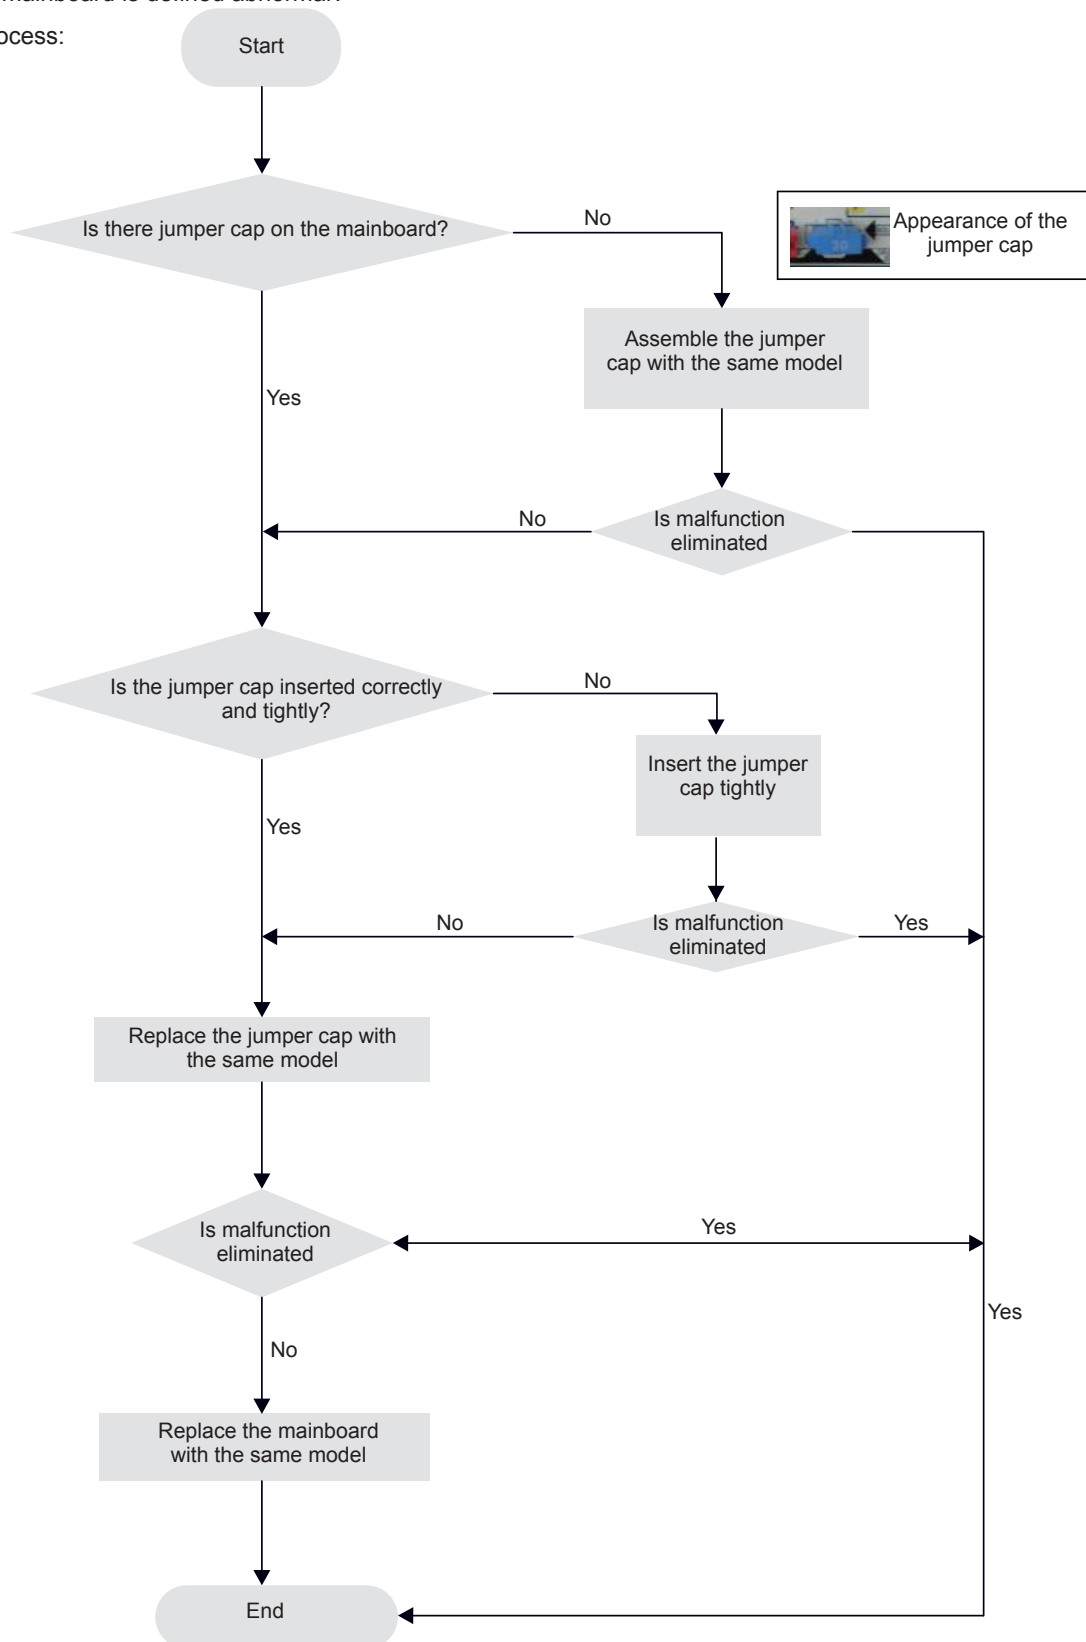 mainboard is defined abnormal.
ocess:
Start
Is there jumper cap on the mainboard?
No
Appearance of the
jumper cap
30
Assemble the jumper
cap with the same model
Yes
No
Is malfunction
eliminated
Is the jumper cap inserted correctly
and tightly?
No
Insert the jumper
cap tightly
Yes
No
Is malfunction
eliminated
Yes
Replace the jumper cap with
the same model
Is malfunction
eliminated
Yes
Yes
No
Replace the mainboard
with the same model
End